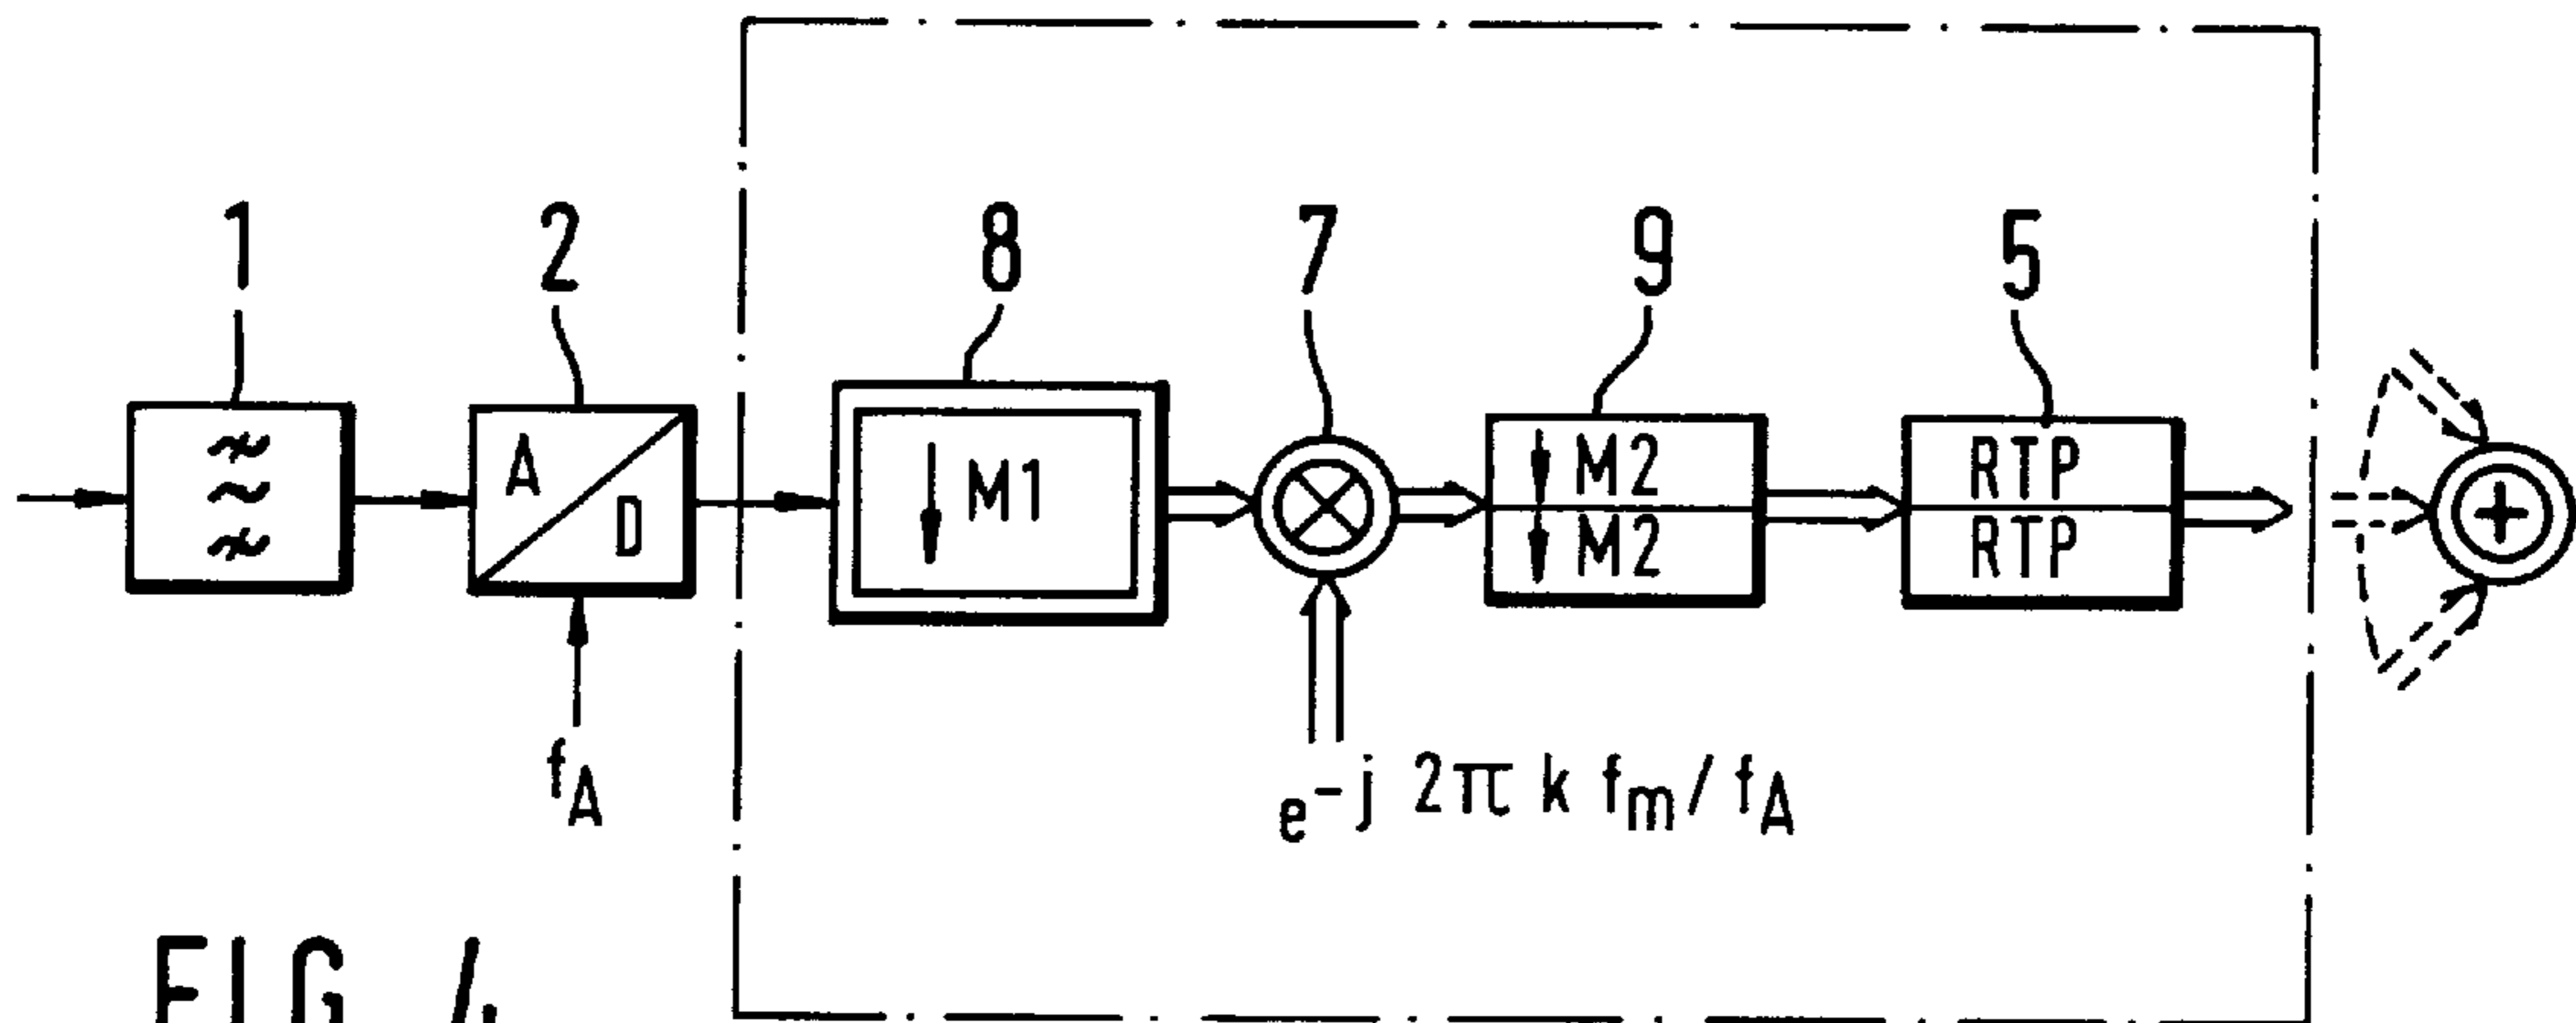 1 2 8 7 9 5
A D
↓ M1
↓ M2
↓ M2
RTP
RTP
f_A
e^-j 2π k f_m / f_A
FIG 4